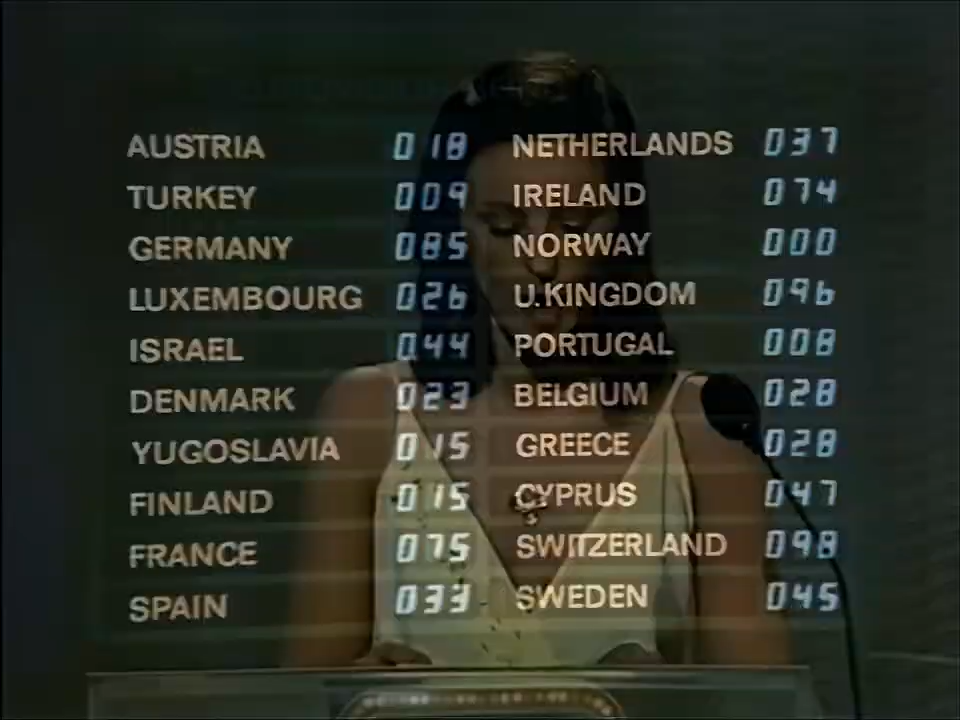 AUSTRIA 018
TURKEY 009
GERMANY 085
LUXEMBOURG 026
ISRAEL 044
DENMARK 023
YUGOSLAVIA 015
FINLAND 015
FRANCE 075
SPAIN 033
NETHERLANDS 037
IRELAND 074
NORWAY 000
U.KINGDOM 096
PORTUGAL 008
BELGIUM 028
GREECE 028
CYPRUS 047
SWITZERLAND 098
SWEDEN 045